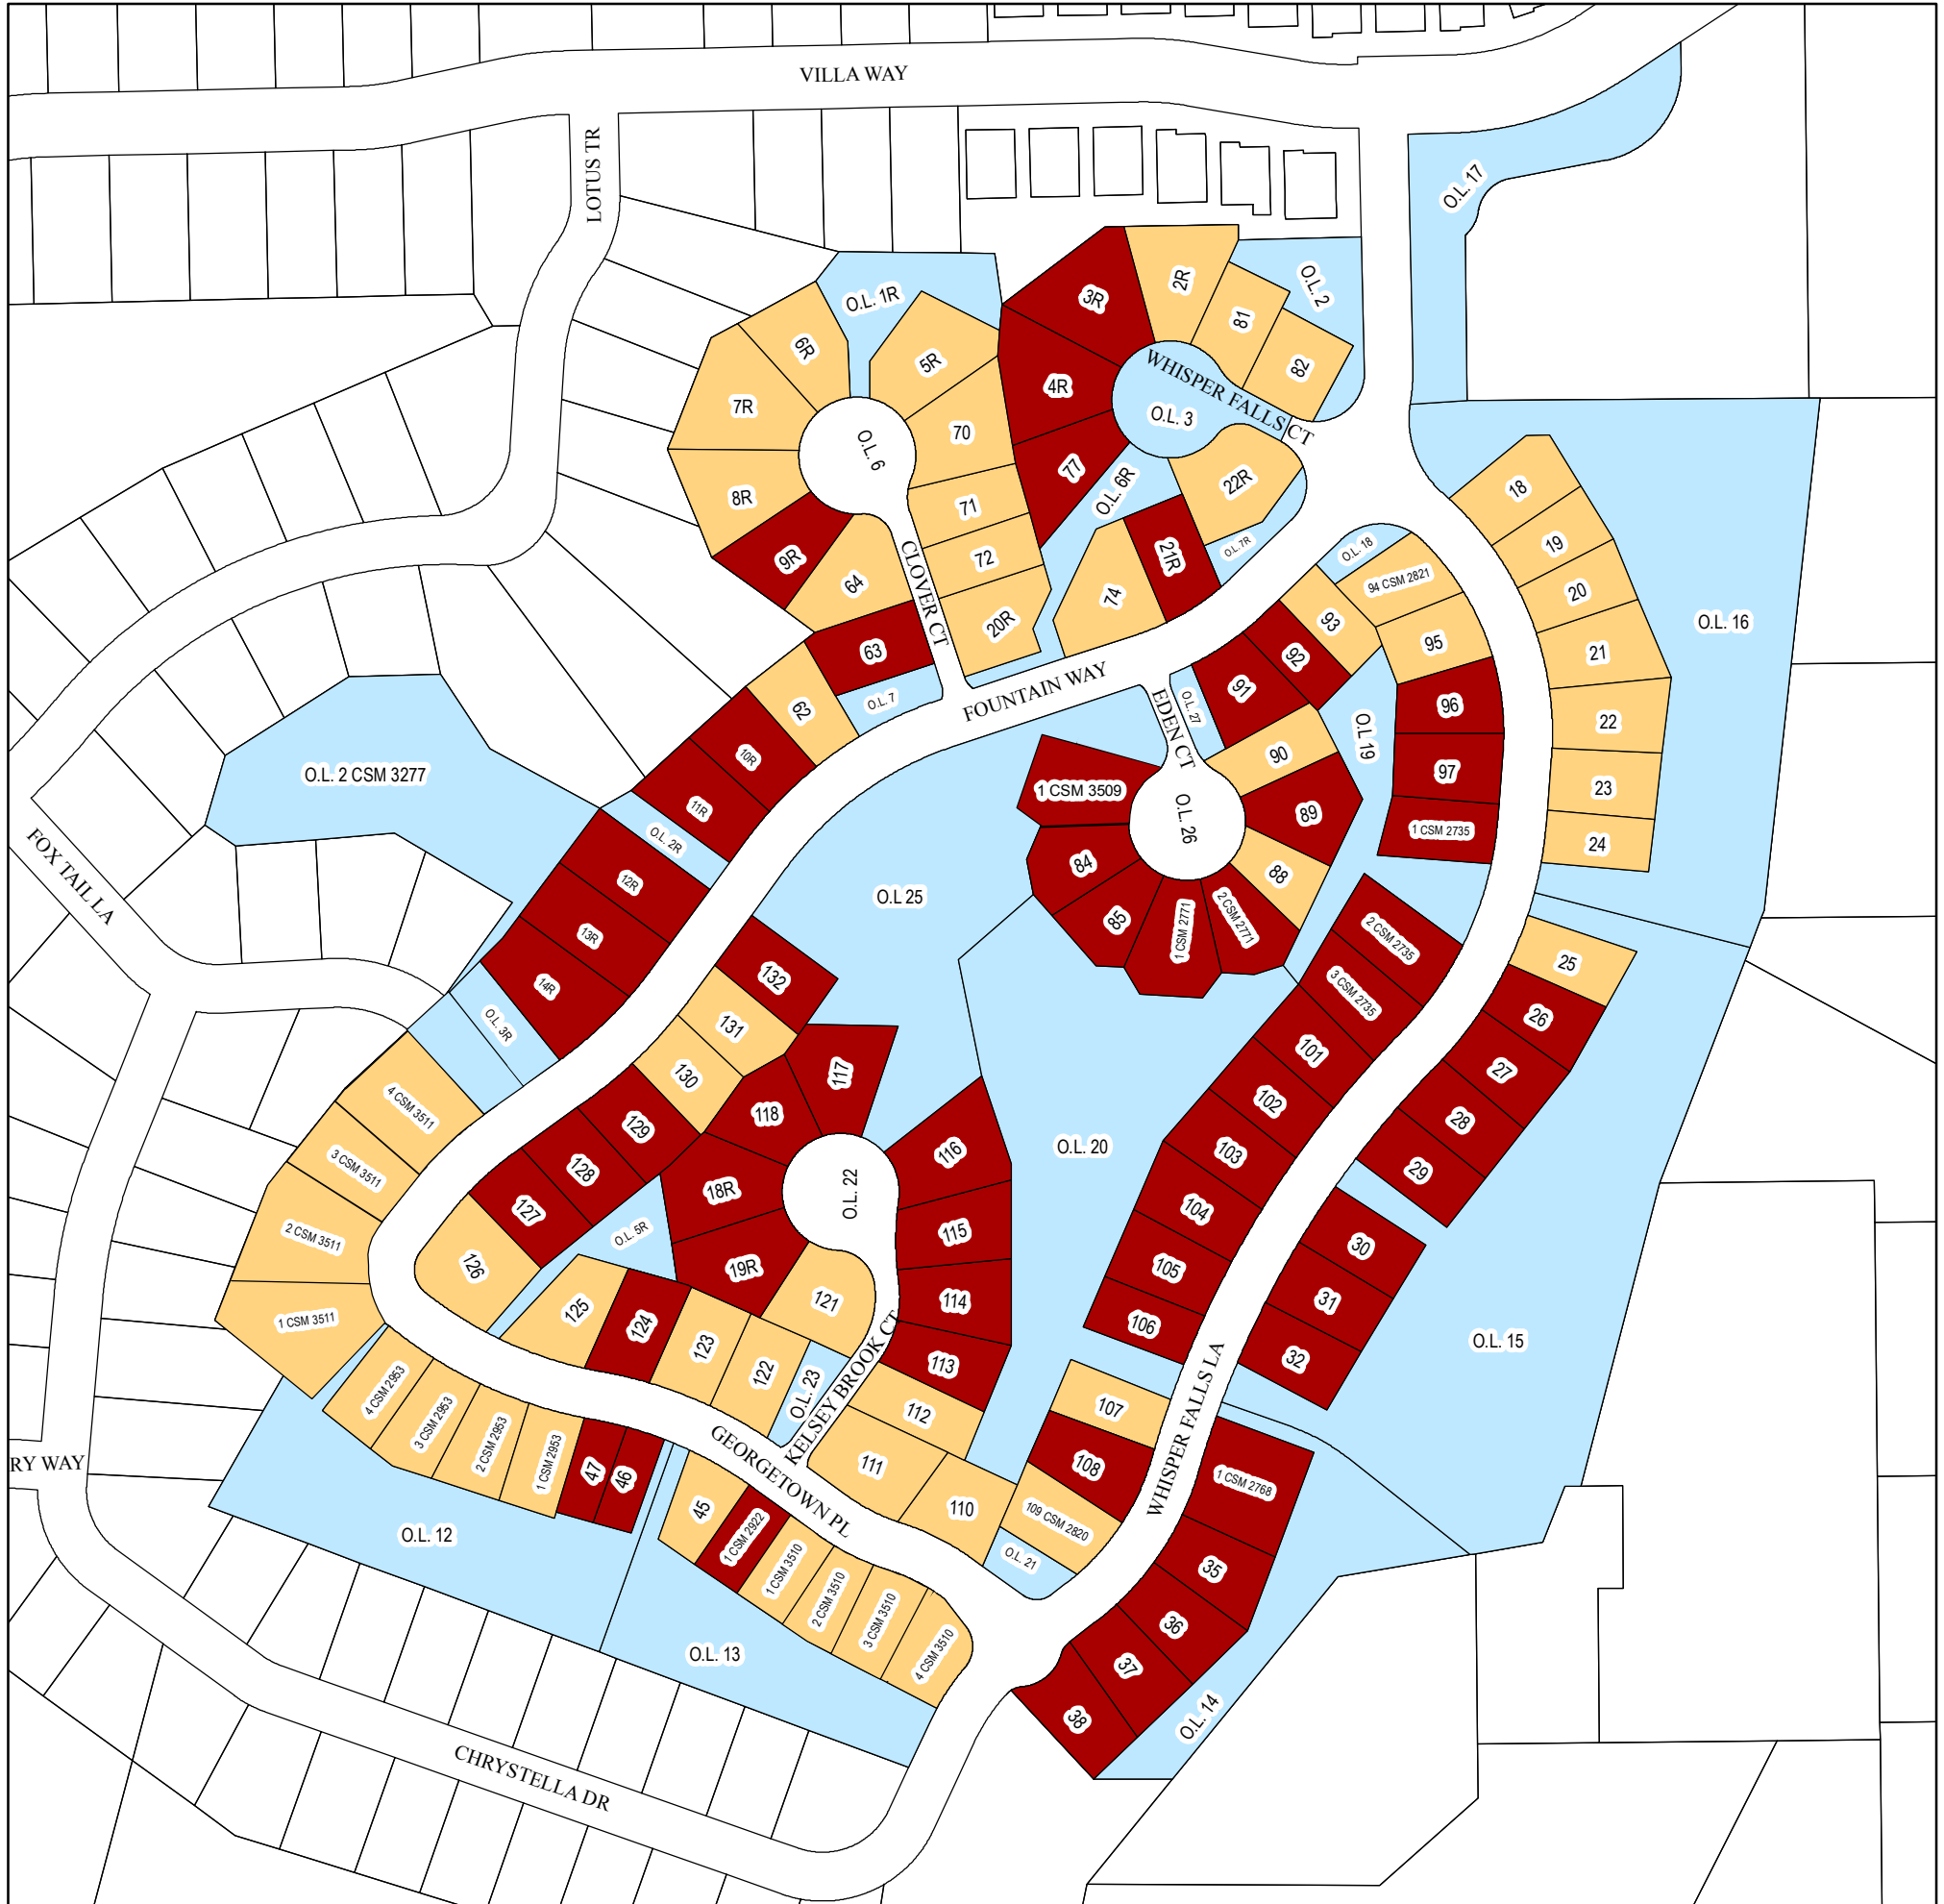 VILLA WAY
LOTUS TR
O.L. 17
O.L. 1R
3R
2R
O.L. 2
81
82
6R
5R
4R
WHISPER FALLS CT
O.L. 3
7R
70
O.L. 6
77
O.L. 6R
22R
8R
71
18
19
9R
72
21R
O.L. 7R
O.L. 18
94 CSM 2821
64
CLOVER CT
20R
74
93
20
95
21
O.L. 16
63
92
91
62
O.L. 7
FOUNTAIN WAY
EDEN CT
O.L. 27
96
22
O.L 19
10R
90
O.L. 2 CSM 3277
11R
1 CSM 3509
97
23
89
O.L. 26
1 CSM 2735
24
O.L. 2R
FOX TAIL LA
84
88
12R
O.L 25
85
1 CSM 2771
2 CSM 2771
2 CSM 2735
13R
3 CSM 2735
25
132
14R
26
O.L. 3R
131
101
27
130
117
102
28
4 CSM 3511
118
129
O.L. 20
103
29
3 CSM 3511
128
116
18R
O.L. 22
104
127
115
2 CSM 3511
O.L. 5R
30
126
19R
105
114
121
31
1 CSM 3511
125
124
106
O.L. 15
123
113
32
122
KELSEY BROOK CT
O.L. 23
4 CSM 2953
107
3 CSM 2953
112
2 CSM 2953
WHISPER FALLS LA
1 CSM 2953
111
108
RY WAY
47
46
GEORGETOWN PL
1 CSM 2768
45
110
109 CSM 2820
O.L. 12
1 CSM 2922
O.L. 21
1 CSM 3510
35
2 CSM 3510
3 CSM 3510
36
4 CSM 3510
O.L. 13
37
38
O.L. 14
CHRYSTELLA DR